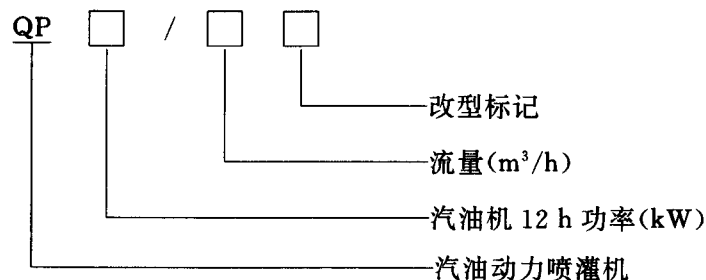 QP □ / □ □
改型标记
流量(m³/h)
汽油机 12 h 功率(kW)
汽油动力喷灌机